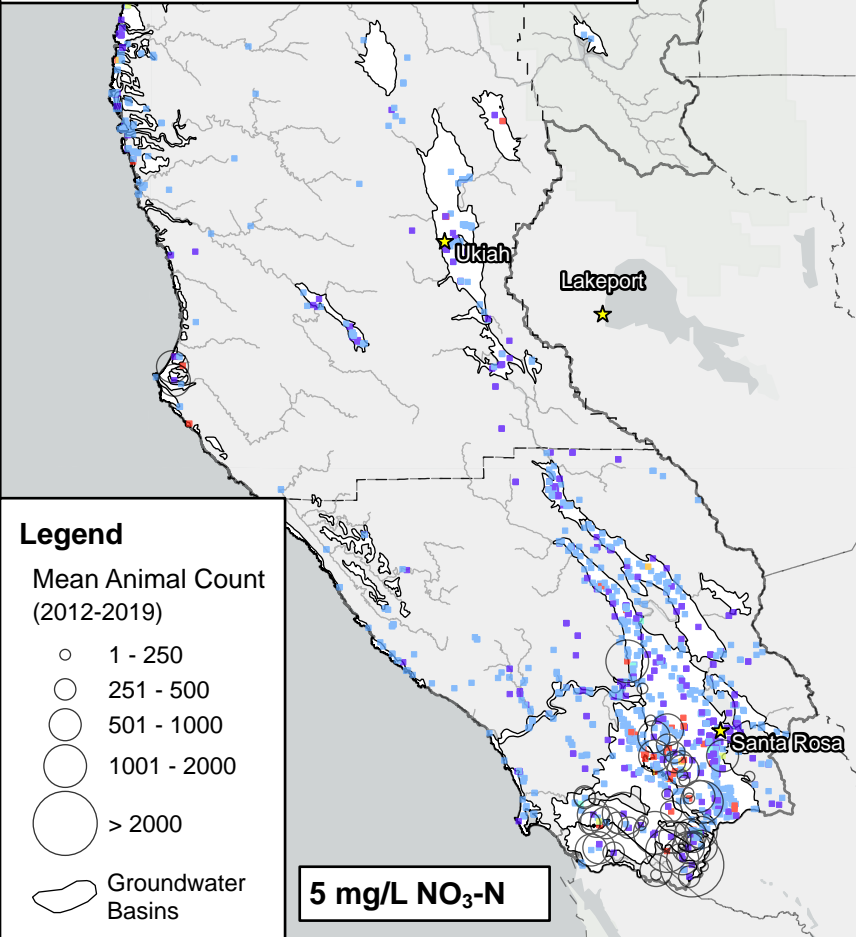 Ukiah
Lakeport
Legend
Mean Animal Count
(2012-2019)
1 - 250
251 - 500
501 - 1000
1001 - 2000
> 2000
Groundwater
Basins
Santa Rosa
5 mg/L NO₃-N